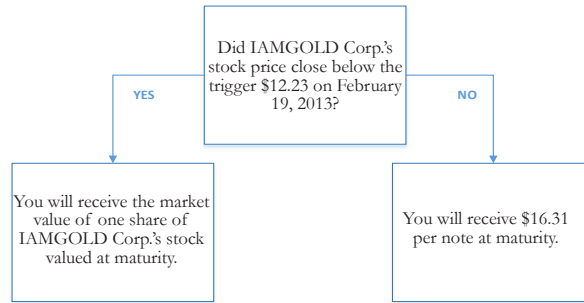 Did IAMGOLD Corp.'s
stock price close below the
trigger $12.23 on February
19, 2013?
YES
NO
You will receive the market
value of one share of
IAMGOLD Corp.'s stock
valued at maturity.
You will receive $16.31
per note at maturity.